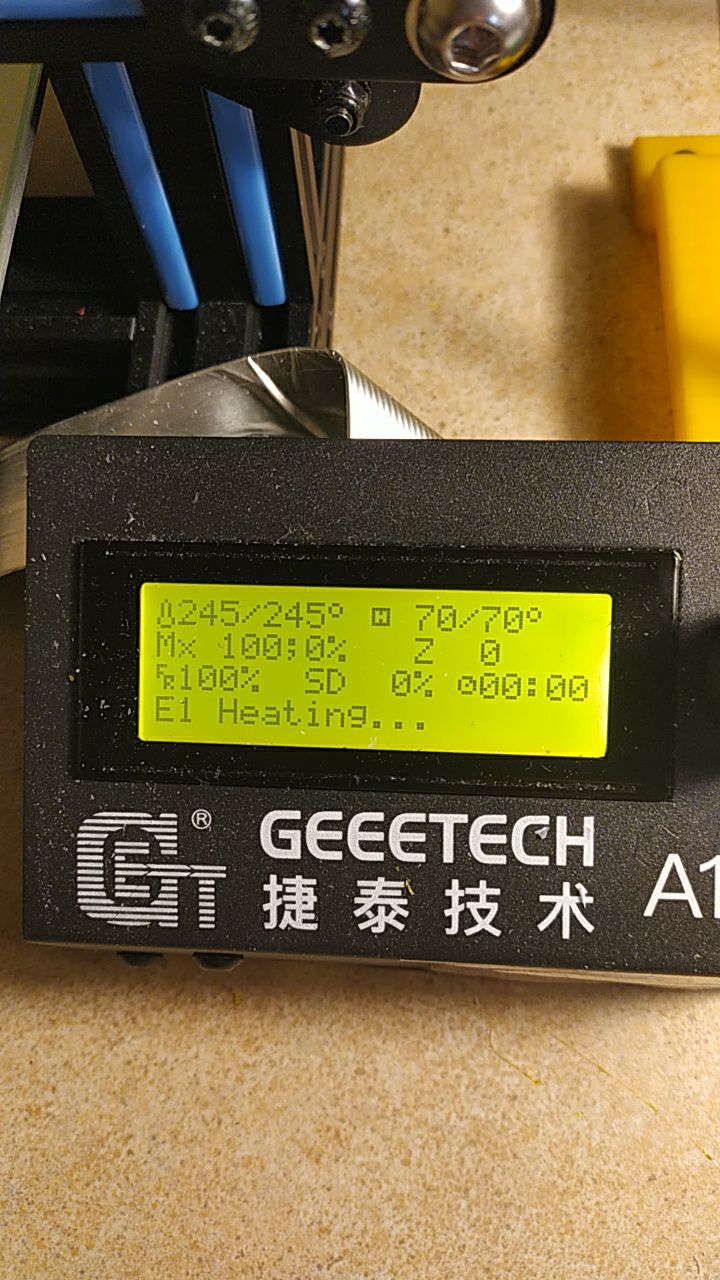 245/245° 70/70°
Mx 100;0% Z 0
100% SD 0% 00:00
E1 Heating...
GET ®
GEEETECH
捷泰技术
A1